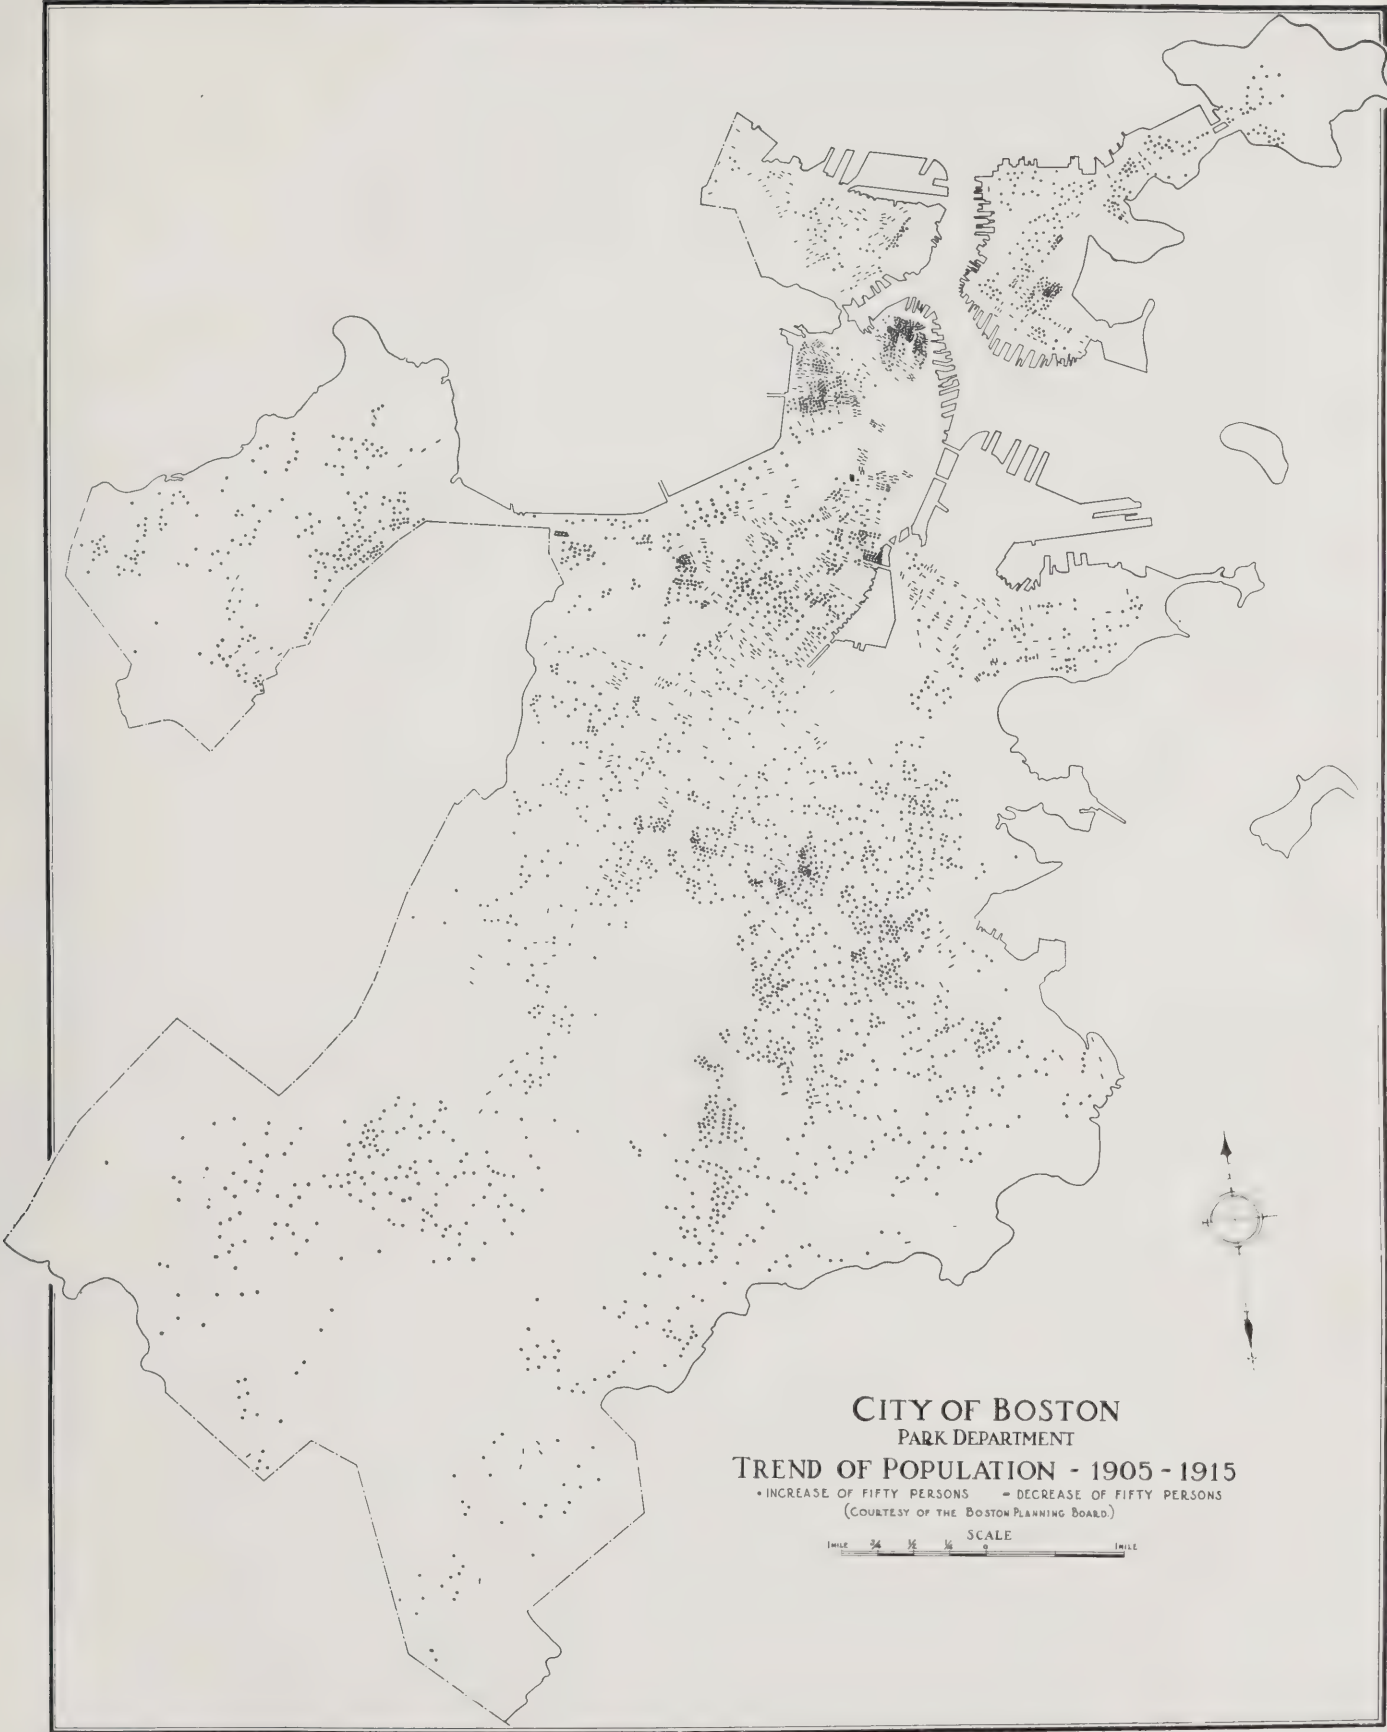 CITY OF BOSTON
PARK DEPARTMENT
TREND OF POPULATION - 1905 - 1915
• INCREASE OF FIFTY PERSONS - DECREASE OF FIFTY PERSONS
(COURTESY OF THE BOSTON PLANNING BOARD.)
SCALE
1 MILE 3/4 1/2 1/4 0 1 MILE